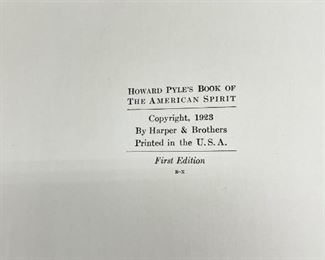 Howard Pyle's Book of
The American Spirit
Copyright, 1923
By Harper & Brothers
Printed in the U.S.A.
First Edition
B-X